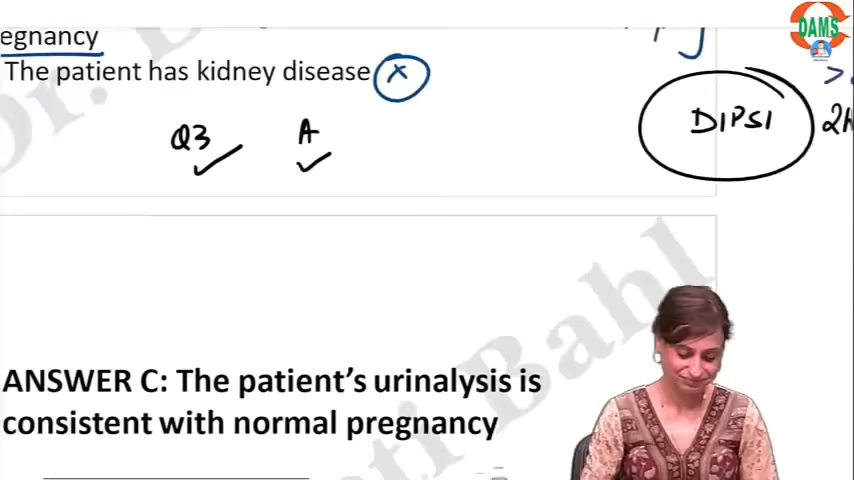 egnancy
The patient has kidney disease
Q3 A
DIPSI
DAMS
ANSWER C: The patient's urinalysis is
consistent with normal pregnancy